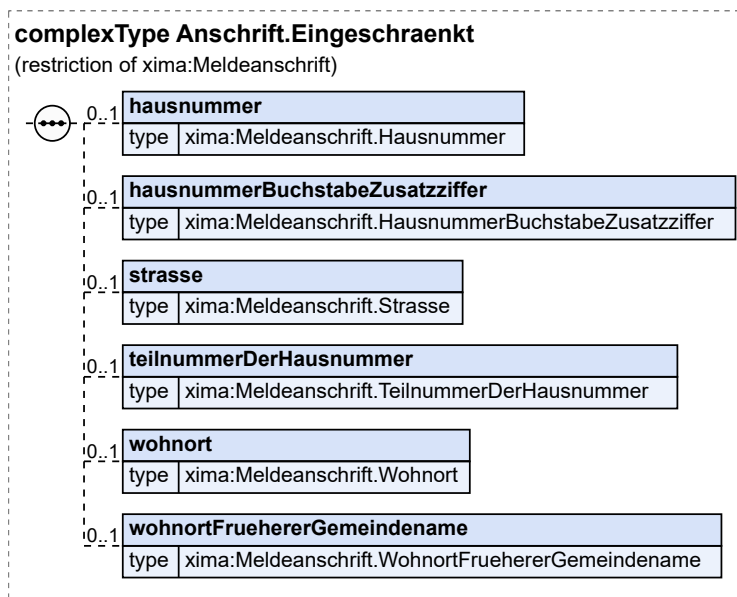 complexType Anschrift.Eingeschraenkt
(restriction of xima:Meldeanschrift)
0..1 hausnummer
type xima:Meldeanschrift.Hausnummer
0..1 hausnummerBuchstabeZusatzziffer
type xima:Meldeanschrift.HausnummerBuchstabeZusatzziffer
0..1 strasse
type xima:Meldeanschrift.Strasse
0..1 teilnummerDerHausnummer
type xima:Meldeanschrift.TeilnummerDerHausnummer
0..1 wohnort
type xima:Meldeanschrift.Wohnort
0..1 wohnortFruehererGemeindename
type xima:Meldeanschrift.WohnortFruehererGemeindename